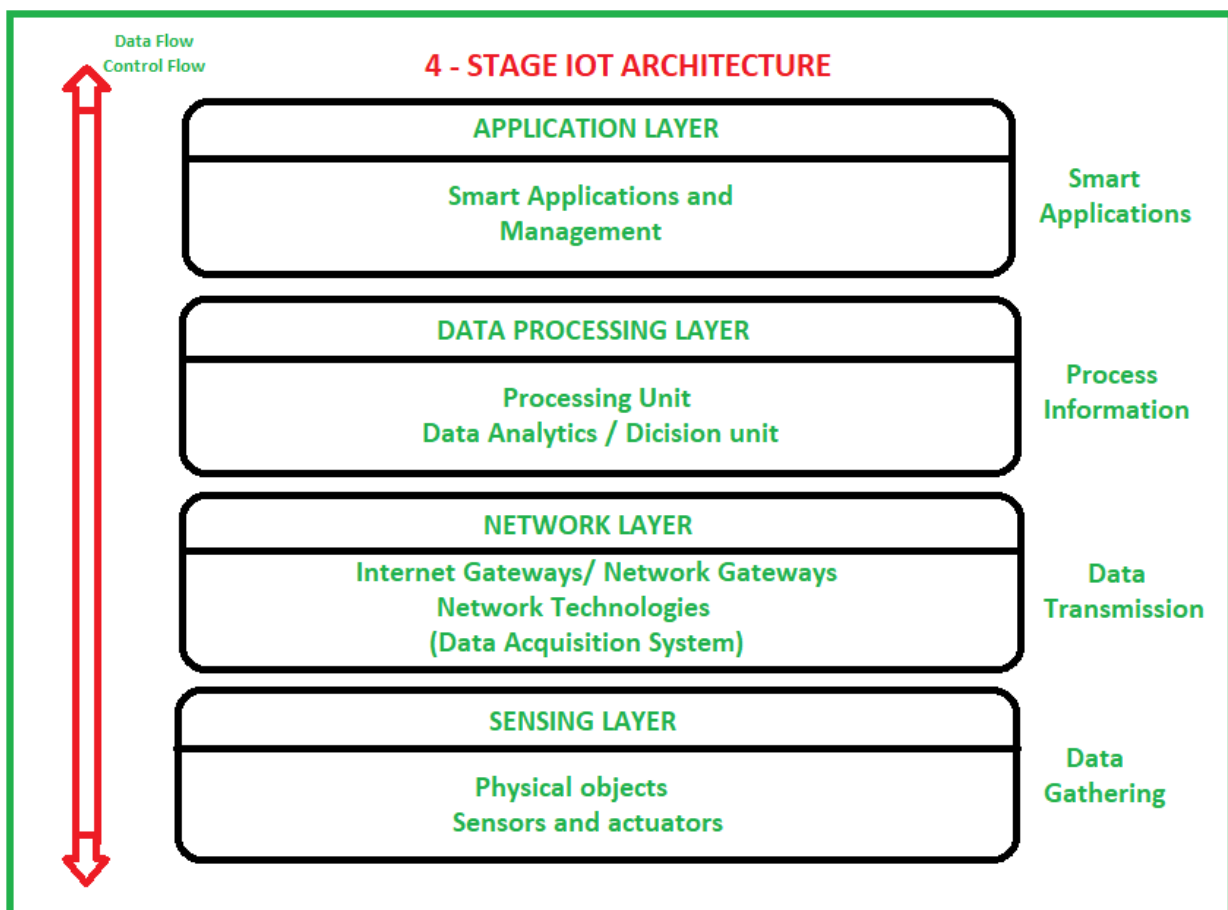 Data Flow
Control Flow
4 - STAGE IOT ARCHITECTURE
APPLICATION LAYER
Smart Applications and
Management
Smart
Applications
DATA PROCESSING LAYER
Processing Unit
Data Analytics / Dicision unit
Process
Information
NETWORK LAYER
Internet Gateways/ Network Gateways
Network Technologies
(Data Acquisition System)
Data
Transmission
SENSING LAYER
Physical objects
Sensors and actuators
Data
Gathering